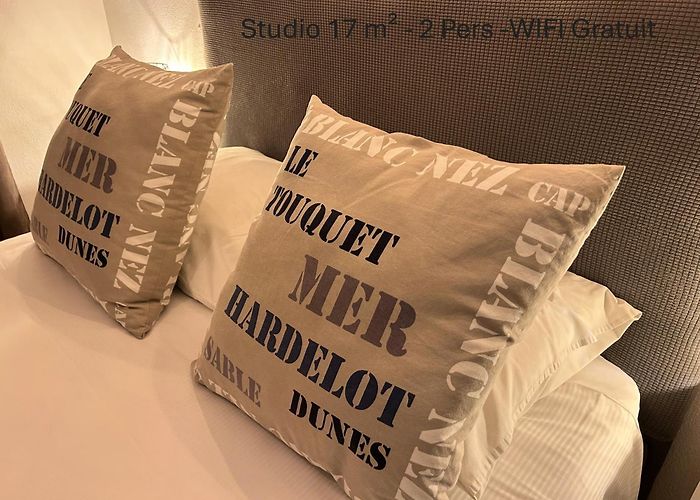 Studio 17 m² - 2 Pers -WIFI Gratuit
BLANC NEZ CAP
UQUET
MER
HARDELOT
DUNES
BLANC NEZ
BLANC NEZ CAP
LE
TOUQUET
MER
HARDELOT
SABLE
DUNES
BLANC NEZ